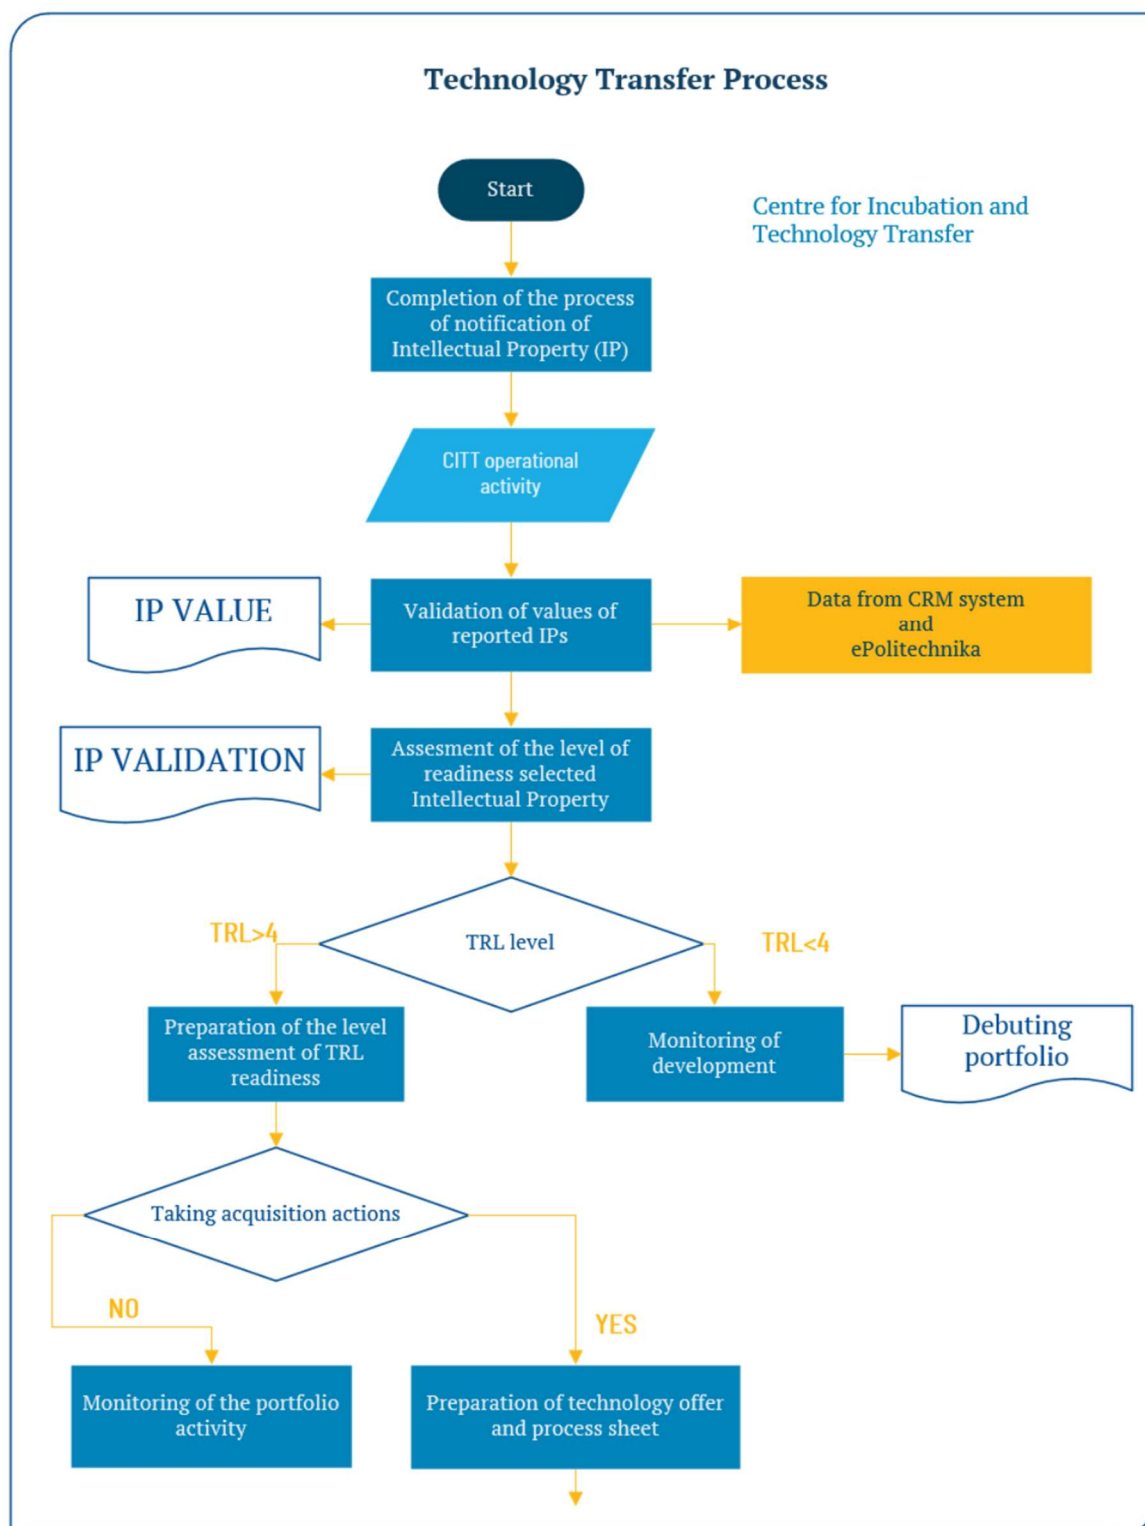 Technology Transfer Process
Start
Centre for Incubation and
Technology Transfer
Completion of the process
of notification of
Intellectual Property (IP)
CITT operational
activity
IP VALUE
Validation of values of
reported IPs
Data from CRM system
and
ePolitechnika
IP VALIDATION
Assesment of the level of
readiness selected
Intellectual Property
TRL>4
TRL level
TRL<4
Preparation of the level
assessment of TRL
readiness
Monitoring of
development
Debuting
portfolio
Taking acquisition actions
NO
YES
Monitoring of the portfolio
activity
Preparation of technology offer
and process sheet